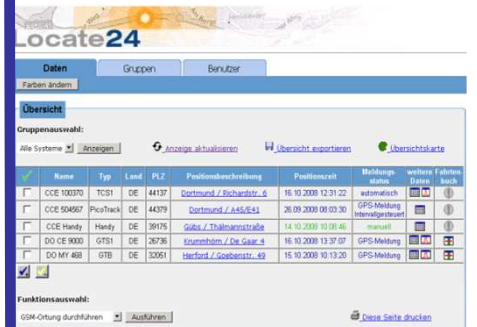 Locate24
Daten Gruppen Benutzer
Farben ändern
Übersicht
Gruppenauswahl:
Alle Systeme Anzeigen Anzeige aktualisieren Übersicht exportieren Übersichtskarte
Name Typ Land PLZ Positionsbeschreibung Positionszeit Meldungs-status weitere Daten Fahrten-buch
CCE 100370 TCS1 DE 44137 Dortmund / Richardstr. 6 16.10.2008 12:31:22 automatisch
CCE 504567 PicoTrack DE 44379 Dortmund / A45/E41 26.09.2008 08:03:30 GPS-Meldung Intervallgesteuert
CCE Handy Handy DE 39175 Gübs / Thälmannstraße 14.10.2008 10:08:46 manuell
DO CE 9000 GTS1 DE 26736 Krummhörn / De Gaar 4 16.10.2008 13:37:07 GPS-Meldung
DO MY 468 GTB DE 32051 Herford / Goebenstr. 49 15.10.2008 10:13:20 GPS-Meldung
Funktionsauswahl:
GSM-Ortung durchführen Ausführen Diese Seite drucken